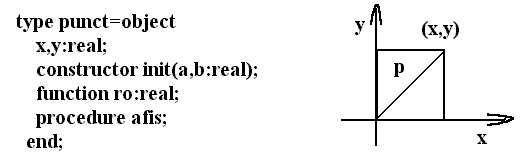 type punct=object
x,y:real;
constructor init(a,b:real);
function ro:real;
procedure afis;
end;
y
(x,y)
p
x